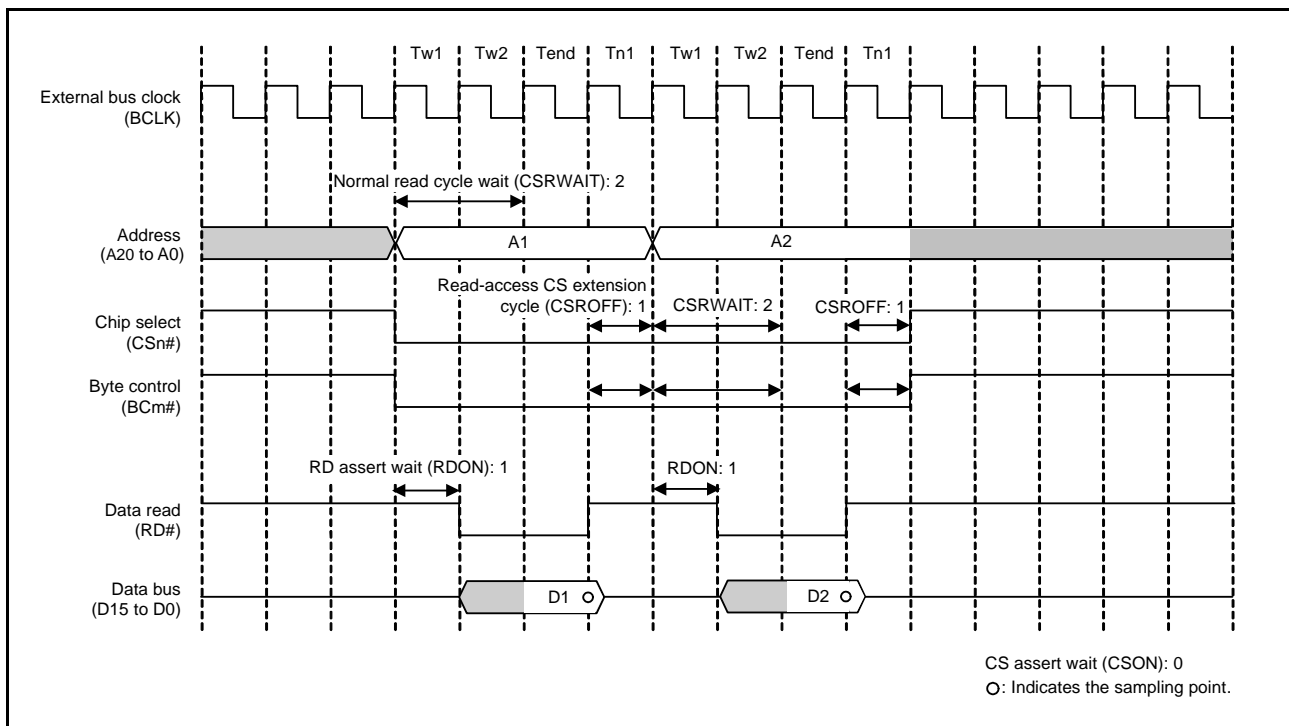 Tw1 Tw2 Tend Tn1 Tw1 Tw2 Tend Tn1
External bus clock
(BCLK)
Normal read cycle wait (CSRWAIT): 2
Address
(A20 to A0)
A1 A2
Read-access CS extension
cycle (CSROFF): 1 CSRWAIT: 2 CSROFF: 1
Chip select
(CSn#)
Byte control
(BCm#)
RD assert wait (RDON): 1 RDON: 1
Data read
(RD#)
Data bus
(D15 to D0)
D1 D2
CS assert wait (CSON): 0
O: Indicates the sampling point.